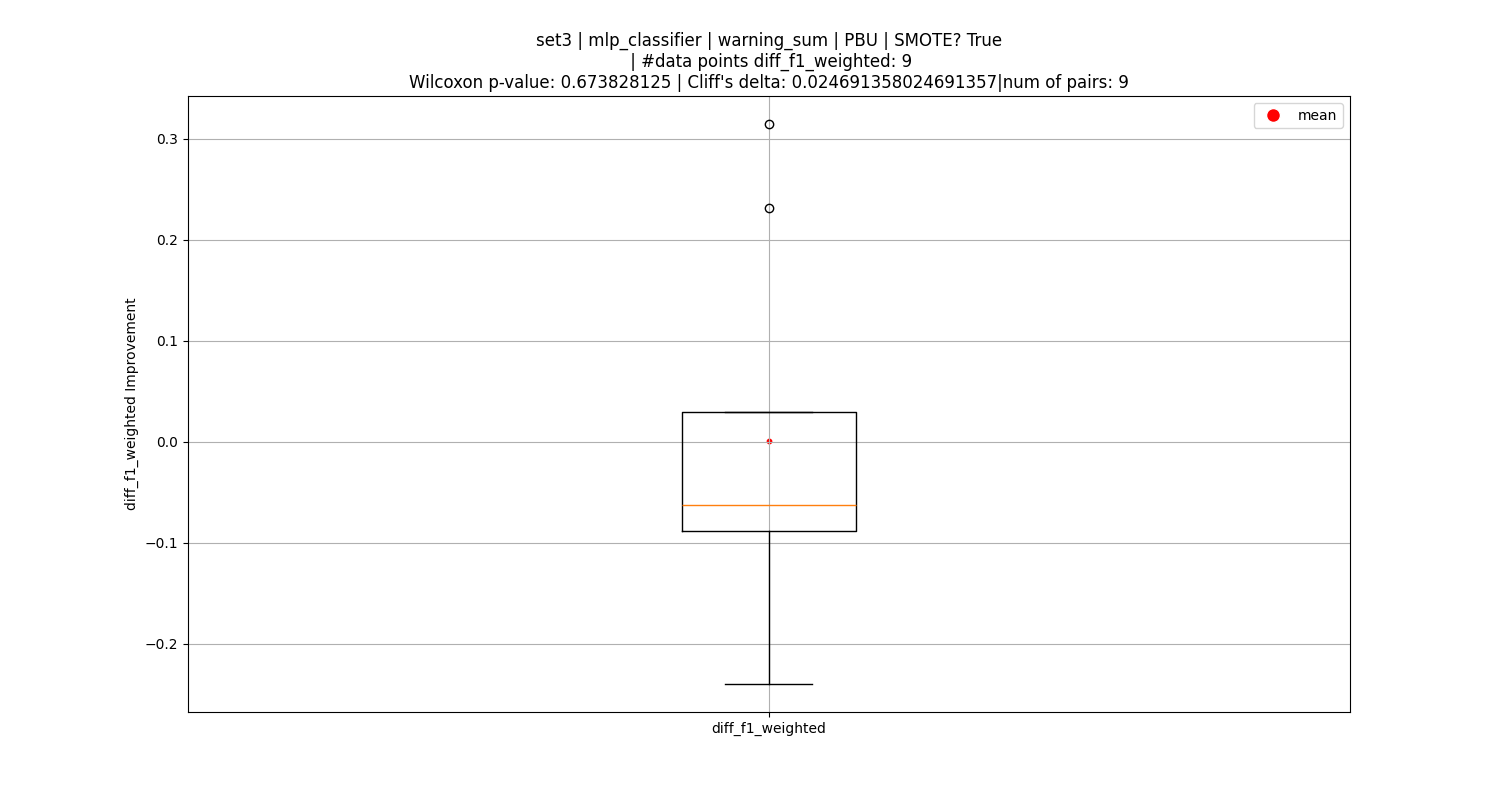 set3 | mlp_classifier | warning_sum | PBU | SMOTE? True
| #data points diff_f1_weighted: 9
Wilcoxon p-value: 0.673828125 | Cliff's delta: 0.024691358024691357|num of pairs: 9
mean
0.3
0.2
0.1
0.0
−0.1
−0.2
diff_f1_weighted Improvement
diff_f1_weighted